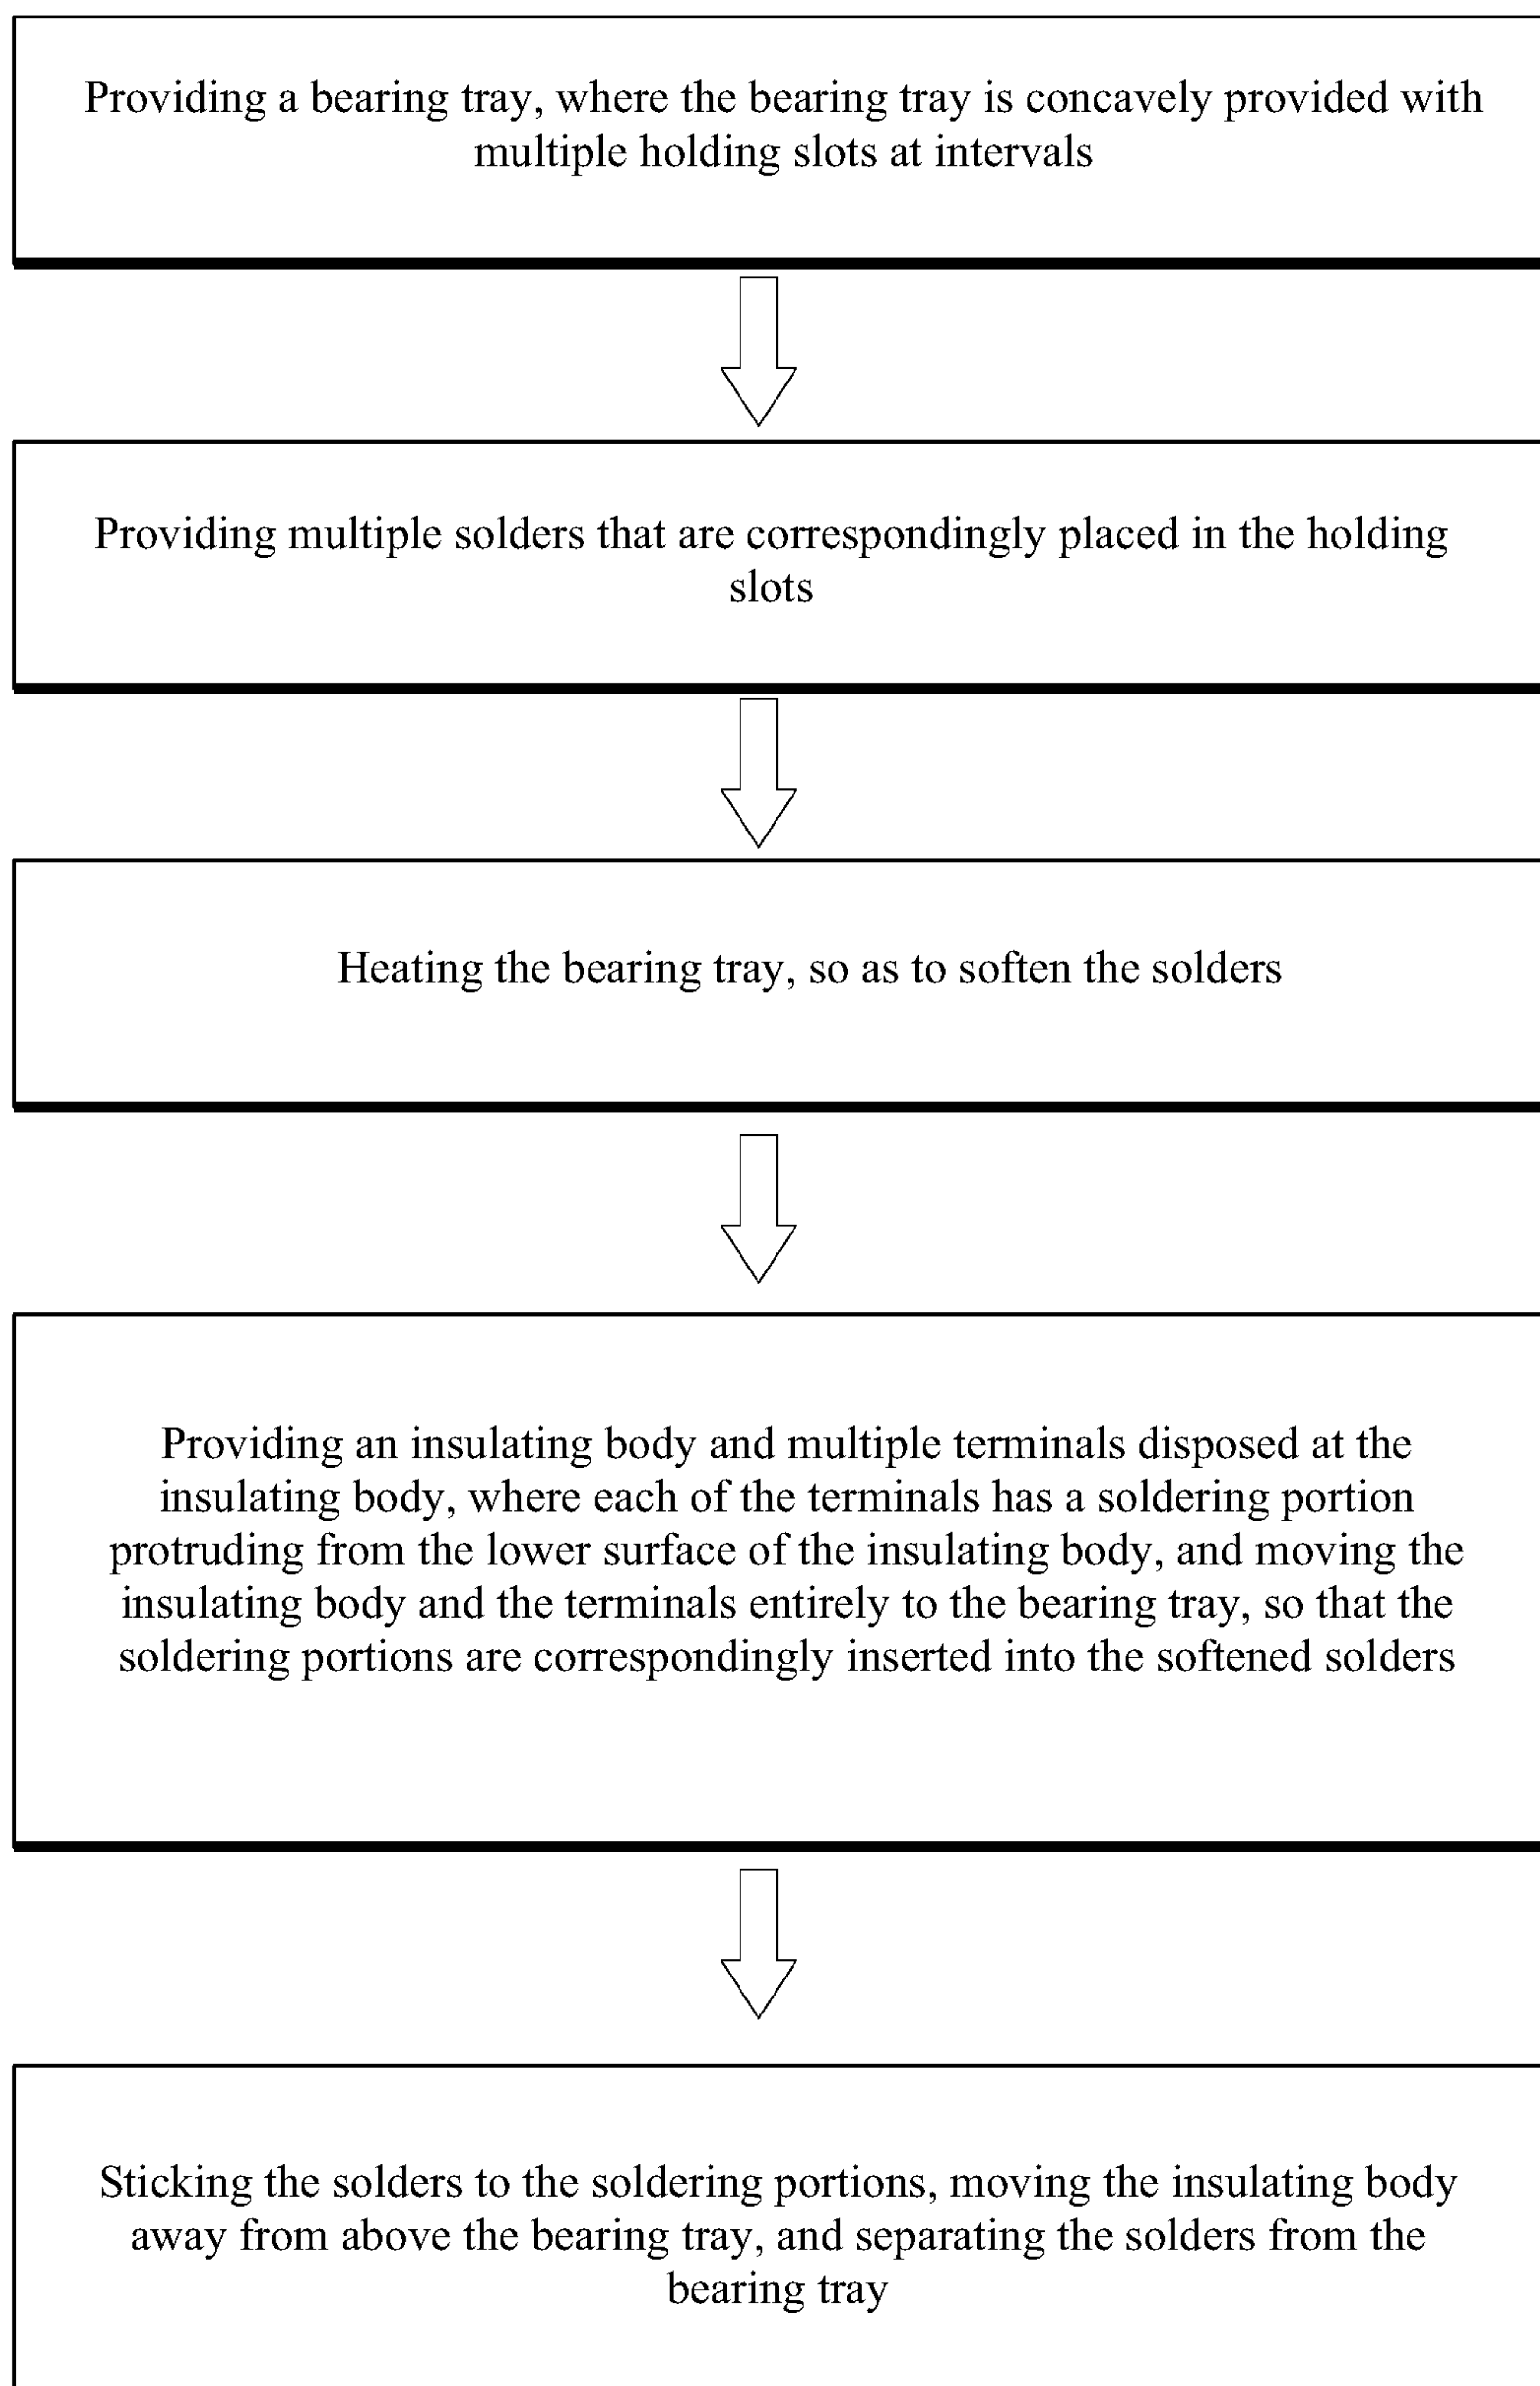 Providing a bearing tray, where the bearing tray is concavely provided with
multiple holding slots at intervals
Providing multiple solders that are correspondingly placed in the holding
slots
Heating the bearing tray, so as to soften the solders
Providing an insulating body and multiple terminals disposed at the
insulating body, where each of the terminals has a soldering portion
protruding from the lower surface of the insulating body, and moving the
insulating body and the terminals entirely to the bearing tray, so that the
soldering portions are correspondingly inserted into the softened solders
Sticking the solders to the soldering portions, moving the insulating body
away from above the bearing tray, and separating the solders from the
bearing tray